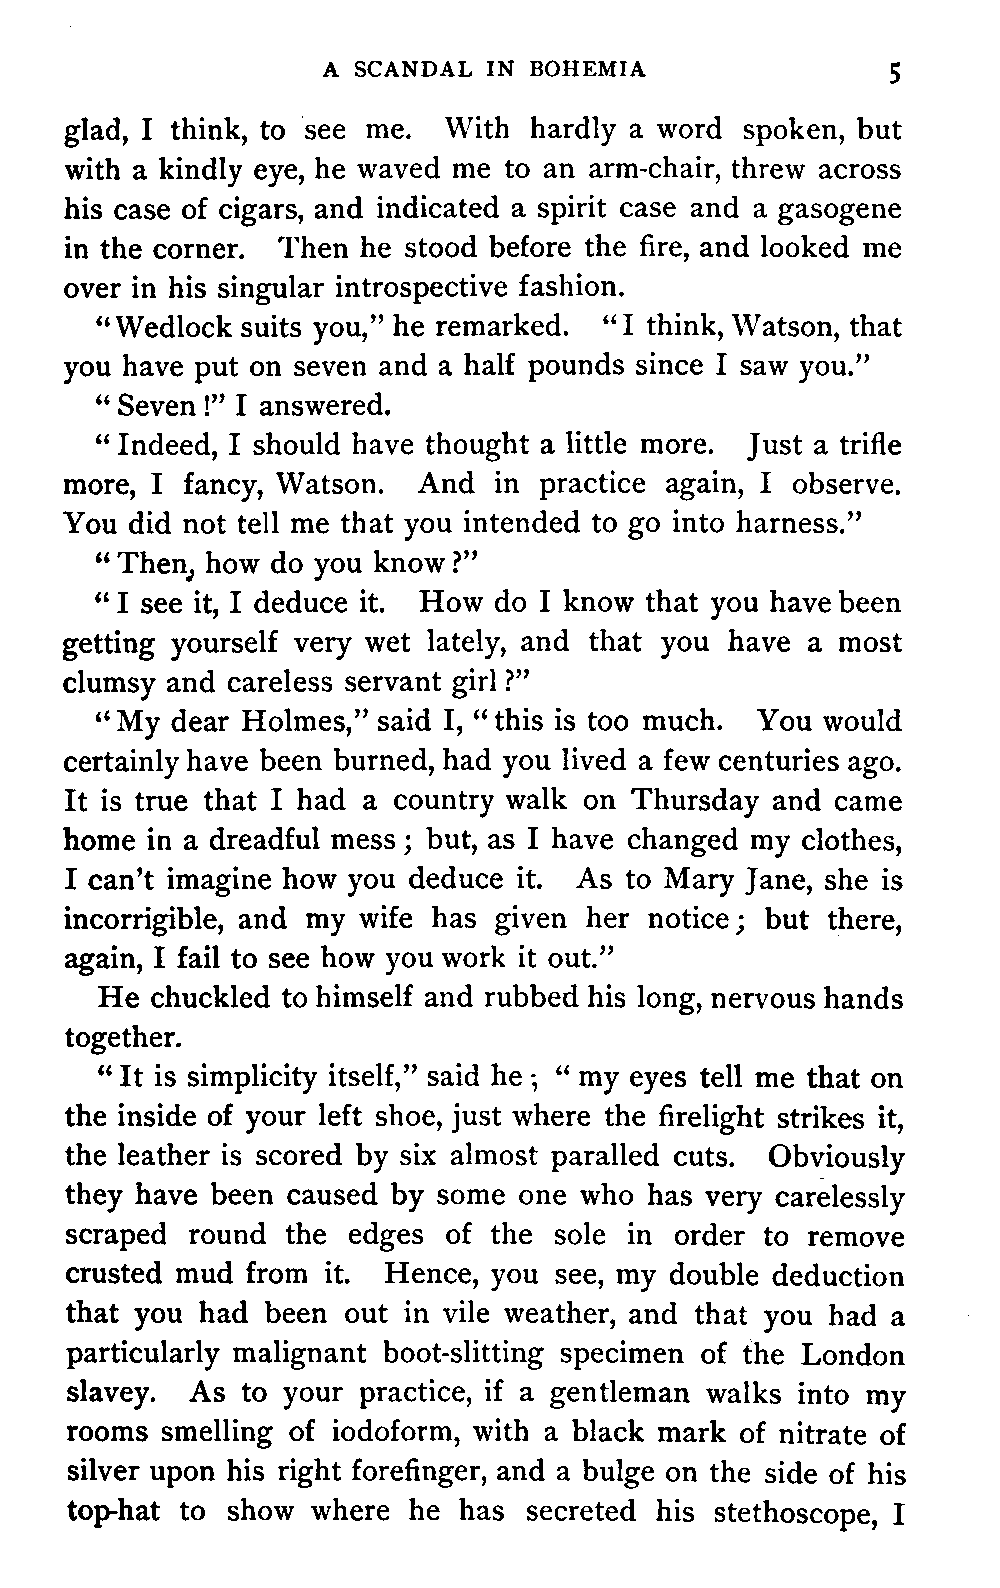 A SCANDAL IN BOHEMIA 5
glad, I think, to see me. With hardly a word spoken, but
with a kindly eye, he waved me to an arm-chair, threw across
his case of cigars, and indicated a spirit case and a gasogene
in the corner. Then he stood before the fire, and looked me
over in his singular introspective fashion.
“Wedlock suits you,” he remarked. “I think, Watson, that
you have put on seven and a half pounds since I saw you.”
“Seven!” I answered.
“Indeed, I should have thought a little more. Just a trifle
more, I fancy, Watson. And in practice again, I observe.
You did not tell me that you intended to go into harness.”
“Then, how do you know?”
“I see it, I deduce it. How do I know that you have been
getting yourself very wet lately, and that you have a most
clumsy and careless servant girl?”
“My dear Holmes,” said I, “this is too much. You would
certainly have been burned, had you lived a few centuries ago.
It is true that I had a country walk on Thursday and came
home in a dreadful mess; but, as I have changed my clothes,
I can’t imagine how you deduce it. As to Mary Jane, she is
incorrigible, and my wife has given her notice; but there,
again, I fail to see how you work it out.”
He chuckled to himself and rubbed his long, nervous hands
together.
“It is simplicity itself,” said he; “my eyes tell me that on
the inside of your left shoe, just where the firelight strikes it,
the leather is scored by six almost paralled cuts. Obviously
they have been caused by some one who has very carelessly
scraped round the edges of the sole in order to remove
crusted mud from it. Hence, you see, my double deduction
that you had been out in vile weather, and that you had a
particularly malignant boot-slitting specimen of the London
slavey. As to your practice, if a gentleman walks into my
rooms smelling of iodoform, with a black mark of nitrate of
silver upon his right forefinger, and a bulge on the side of his
top-hat to show where he has secreted his stethoscope, I